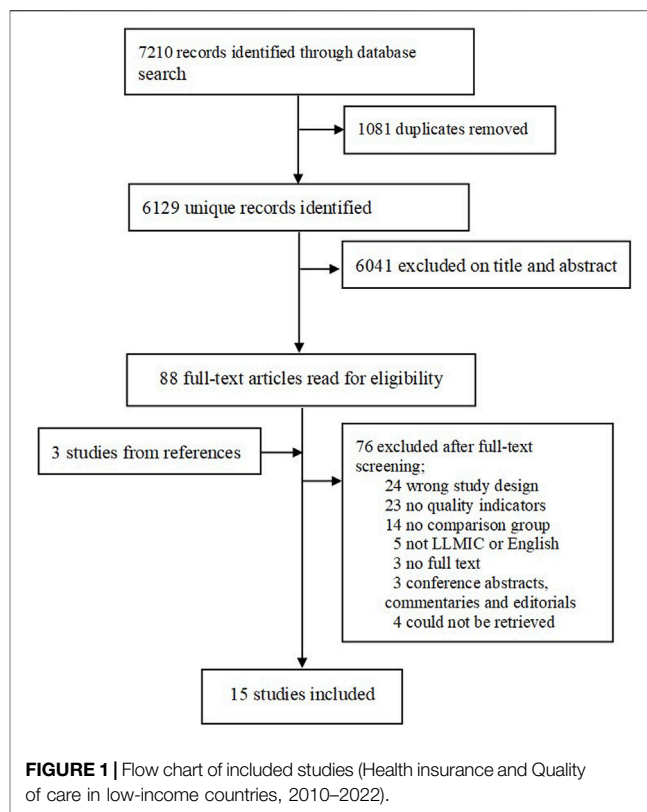 7210 records identified through database
search
1081 duplicates removed
6129 unique records identified
6041 excluded on title and abstract
88 full-text articles read for eligibility
3 studies from references
76 excluded after full-text
screening;
24 wrong study design
23 no quality indicators
14 no comparison group
5 not LLMIC or English
3 no full text
3 conference abstracts,
commentaries and editorials
4 could not be retrieved
15 studies included
FIGURE 1 | Flow chart of included studies (Health insurance and Quality
of care in low-income countries, 2010–2022).